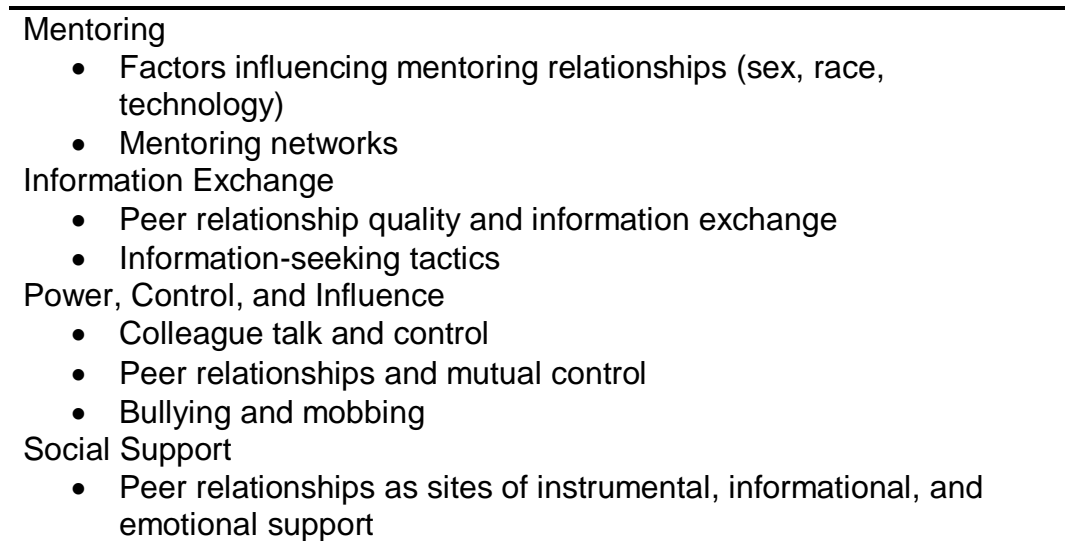 Mentoring
• Factors influencing mentoring relationships (sex, race,
technology)
• Mentoring networks
Information Exchange
• Peer relationship quality and information exchange
• Information-seeking tactics
Power, Control, and Influence
• Colleague talk and control
• Peer relationships and mutual control
• Bullying and mobbing
Social Support
• Peer relationships as sites of instrumental, informational, and
emotional support